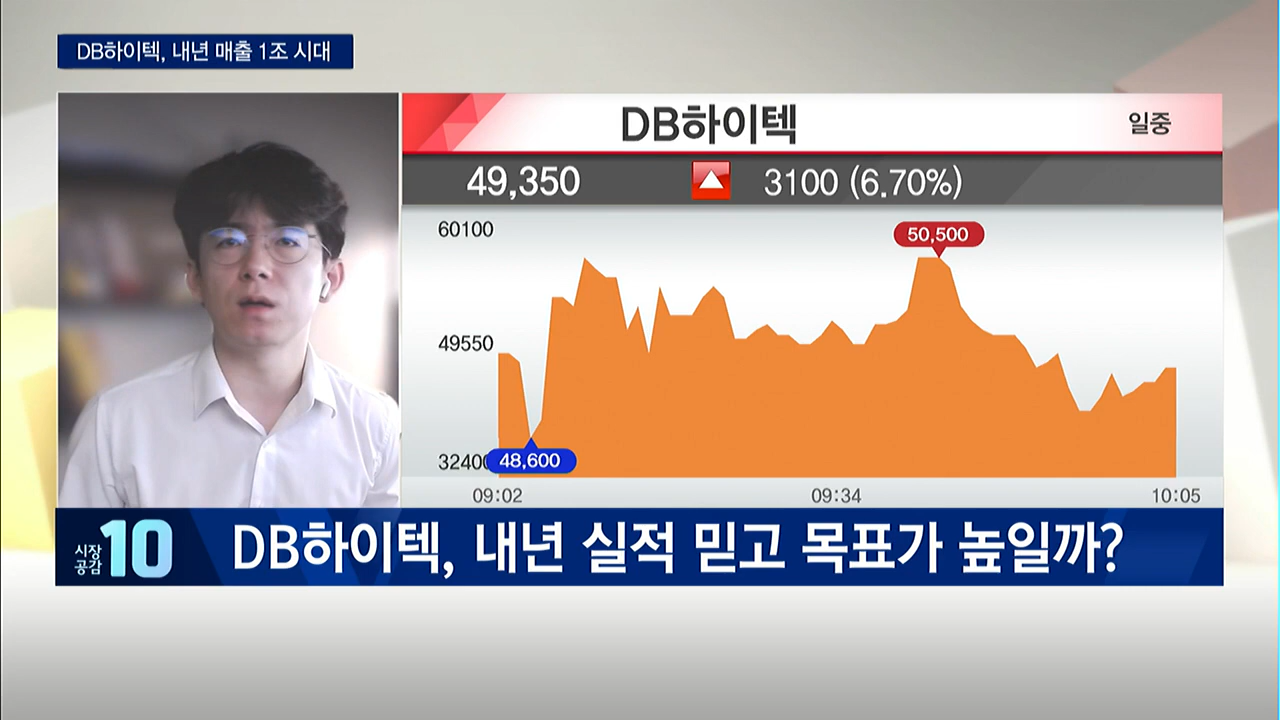 DB하이텍, 내년 매출 1조 시대
DB하이텍
일중
49,350 3100 (6.70%)
60100
50,500
49550
32400
48,600
09:02 09:34 10:05
시장
공감
10
DB하이텍, 내년 실적 믿고 목표가 높일까?